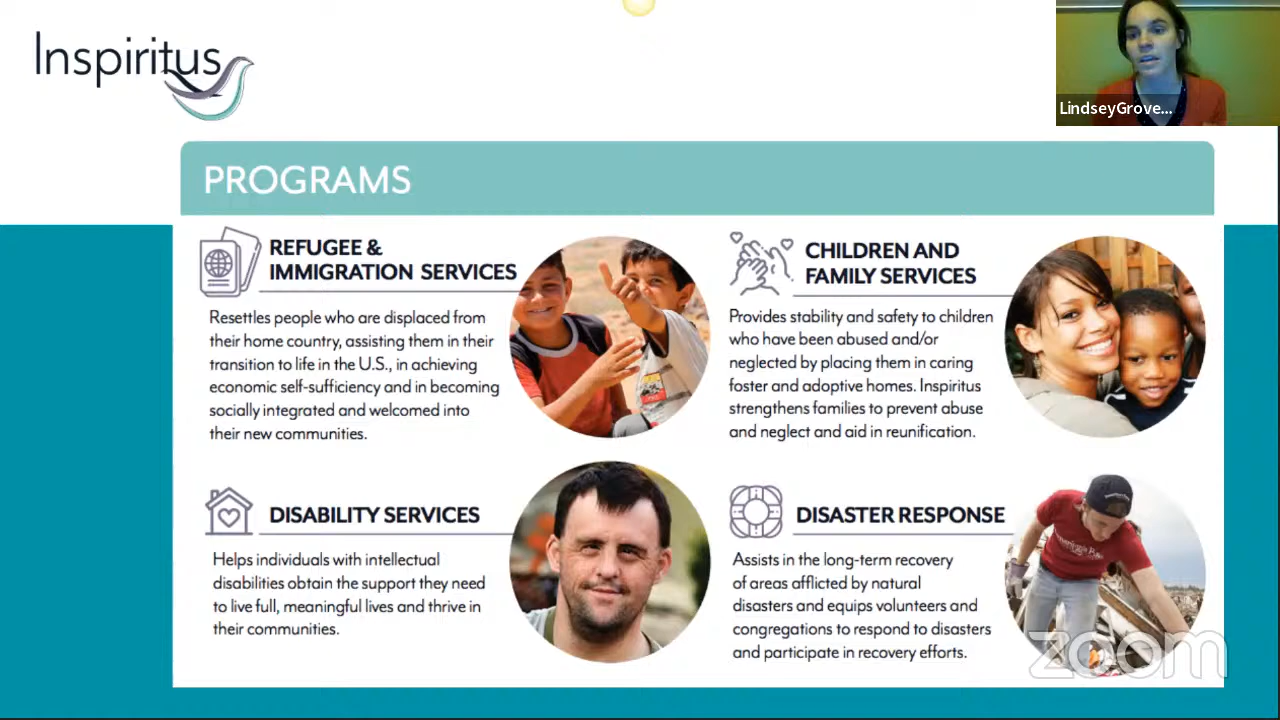 Inspiritus
LindseyGrove...
PROGRAMS
REFUGEE &
IMMIGRATION SERVICES
Resettles people who are displaced from
their home country, assisting them in their
transition to life in the U.S., in achieving
economic self-sufficiency and in becoming
socially integrated and welcomed into
their new communities.
CHILDREN AND
FAMILY SERVICES
Provides stability and safety to children
who have been abused and/or
neglected by placing them in caring
foster and adoptive homes. Inspiritus
strengthens families to prevent abuse
and neglect and aid in reunification.
DISABILITY SERVICES
Helps individuals with intellectual
disabilities obtain the support they need
to live full, meaningful lives and thrive in
their communities.
DISASTER RESPONSE
Assists in the long-term recovery
of areas afflicted by natural
disasters and equips volunteers and
congregations to respond to disasters
and participate in recovery efforts.
zoom